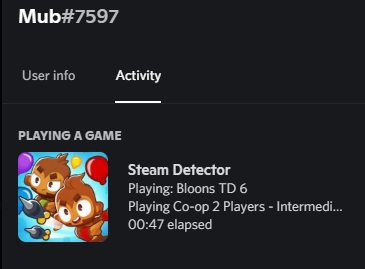 Mub#7597
User info Activity
PLAYING A GAME
Steam Detector
Playing: Bloons TD 6
Playing Co-op 2 Players - Intermedi...
00:47 elapsed